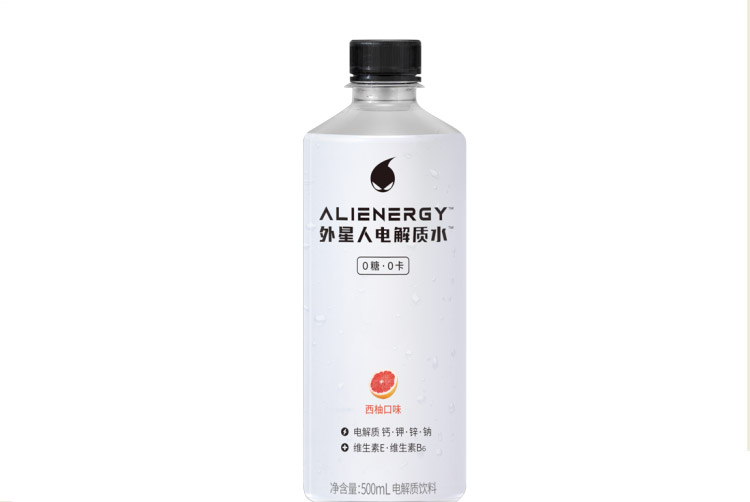 ALIENERGY™
外星人电解质水™
0糖·0卡
西柚口味
电解质 钙·钾·锌·钠
维生素E·维生素B₆
净含量:500mL 电解质饮料